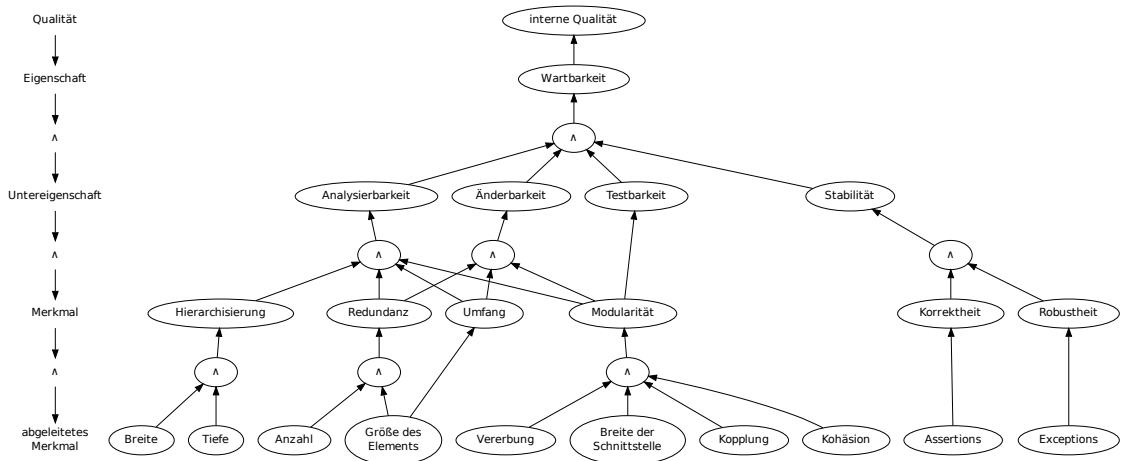 Qualität
interne Qualität
Eigenschaft
Wartbarkeit
∧
∧
Untereigenschaft
Analysierbarkeit
Änderbarkeit
Testbarkeit
Stabilität
∧
∧
∧
∧
Merkmal
Hierarchisierung
Redundanz
Umfang
Modularität
Korrektheit
Robustheit
∧
∧
∧
∧
abgeleitetes
Merkmal
Breite
Tiefe
Anzahl
Größe des
Elements
Vererbung
Breite der
Schnittstelle
Kopplung
Kohäsion
Assertions
Exceptions